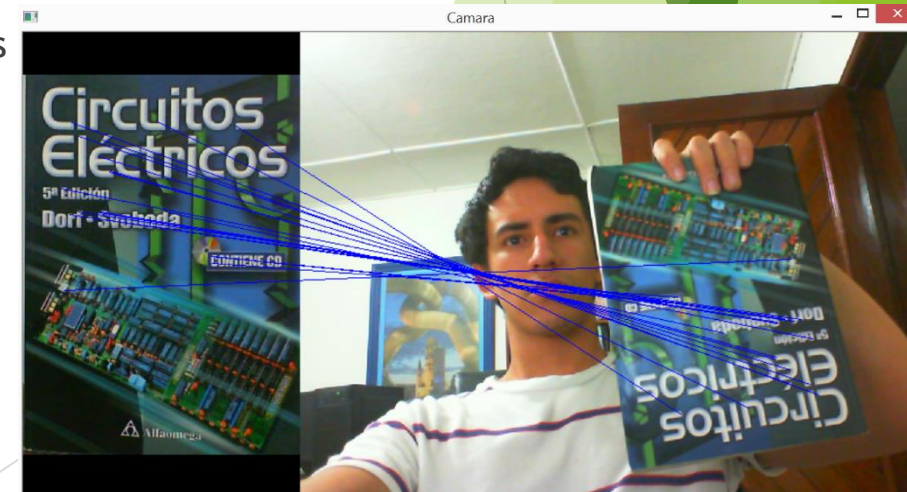 Camara
s
Circuitos
Eléctricos
5ª Edición
Dorf • Svoboda
CONTIENE CD
Alfaomega
Dorf • Svoboda
5ª Edición
Eléctricos
Circuitos